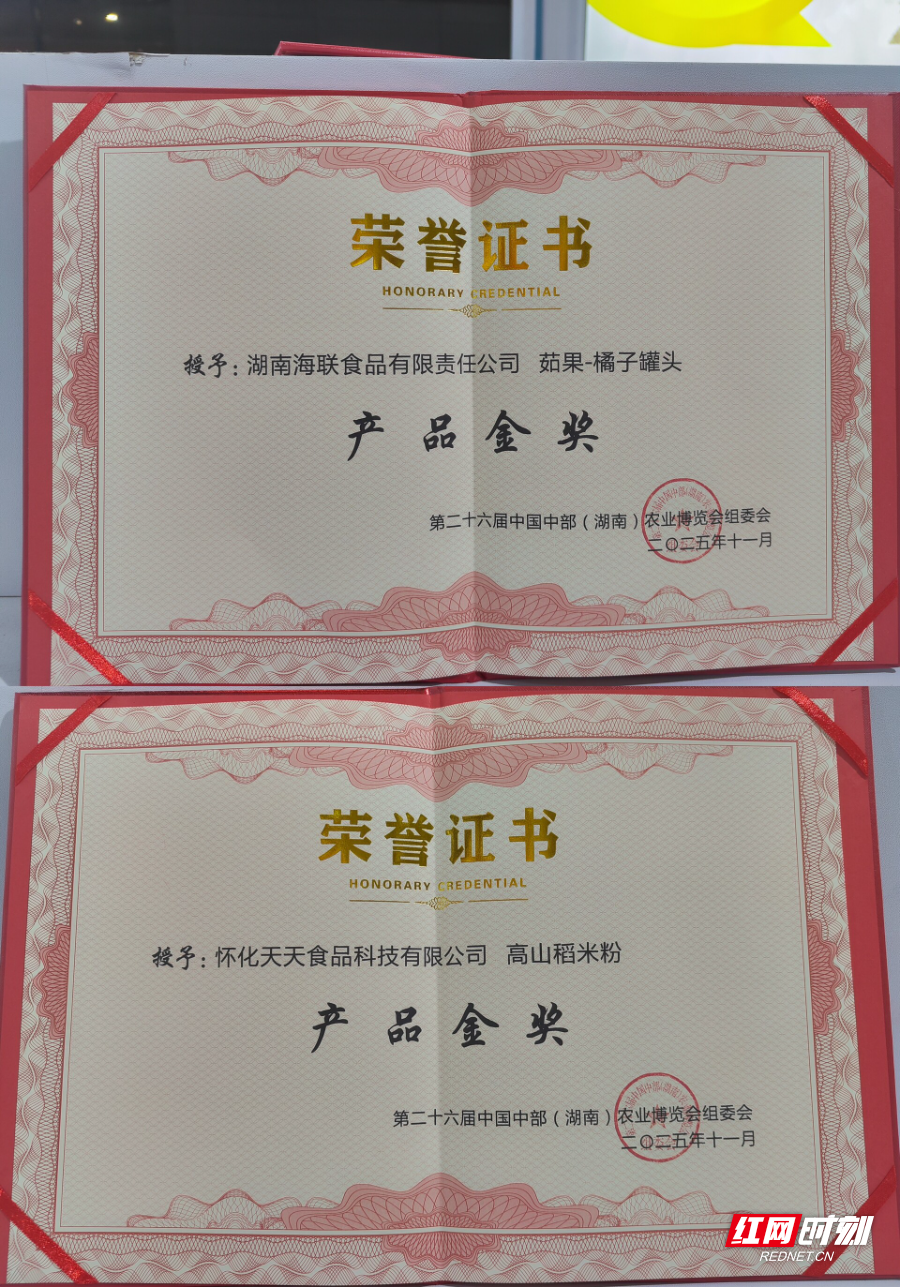 荣誉证书
HONORARY CREDENTIAL
授予：湖南海联食品有限责任公司 茹果-橘子罐头
产品金奖
第二十六届中国中部（湖南）农业博览会组委会
二〇二五年十一月
荣誉证书
HONORARY CREDENTIAL
授予：怀化天天食品科技有限公司 高山稻米粉
产品金奖
第二十六届中国中部（湖南）农业博览会组委会
二〇二五年十一月
红网时刻
REDNET.CN